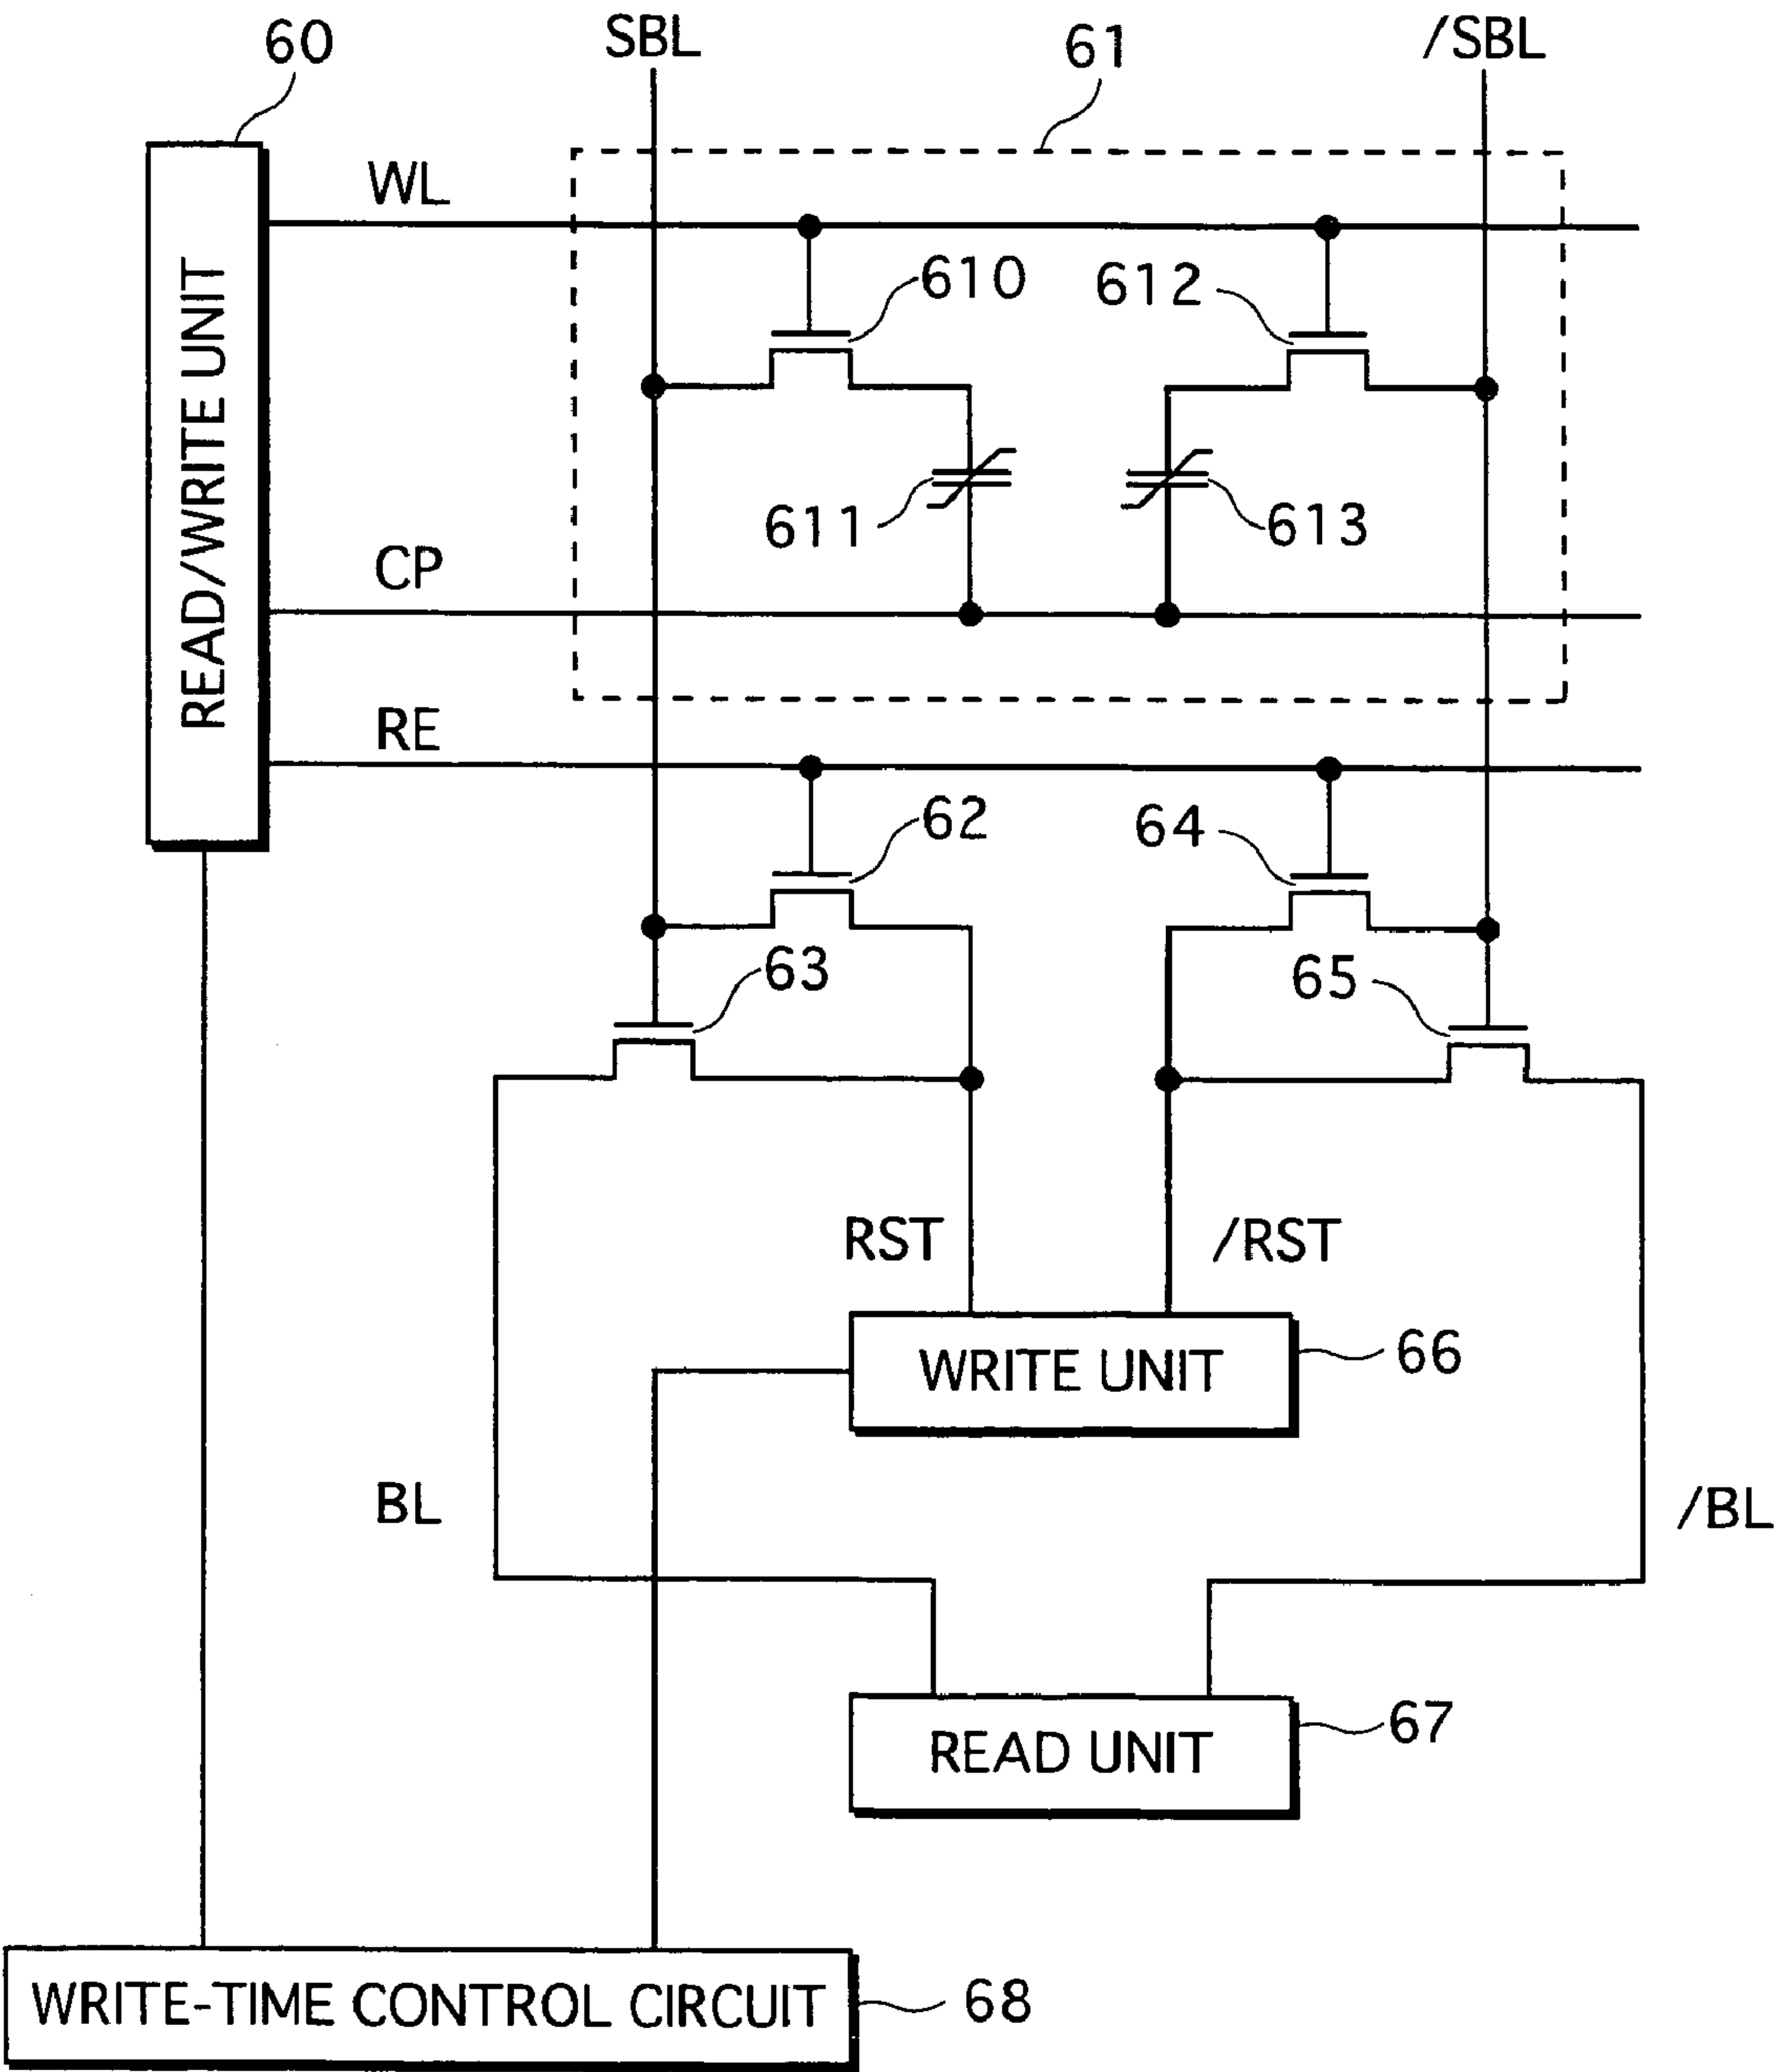 60
SBL
61
/SBL
WL
610
612
READ/WRITE UNIT
611
613
CP
RE
62
64
63
65
RST
/RST
WRITE UNIT
66
BL
/BL
READ UNIT
67
WRITE-TIME CONTROL CIRCUIT
68